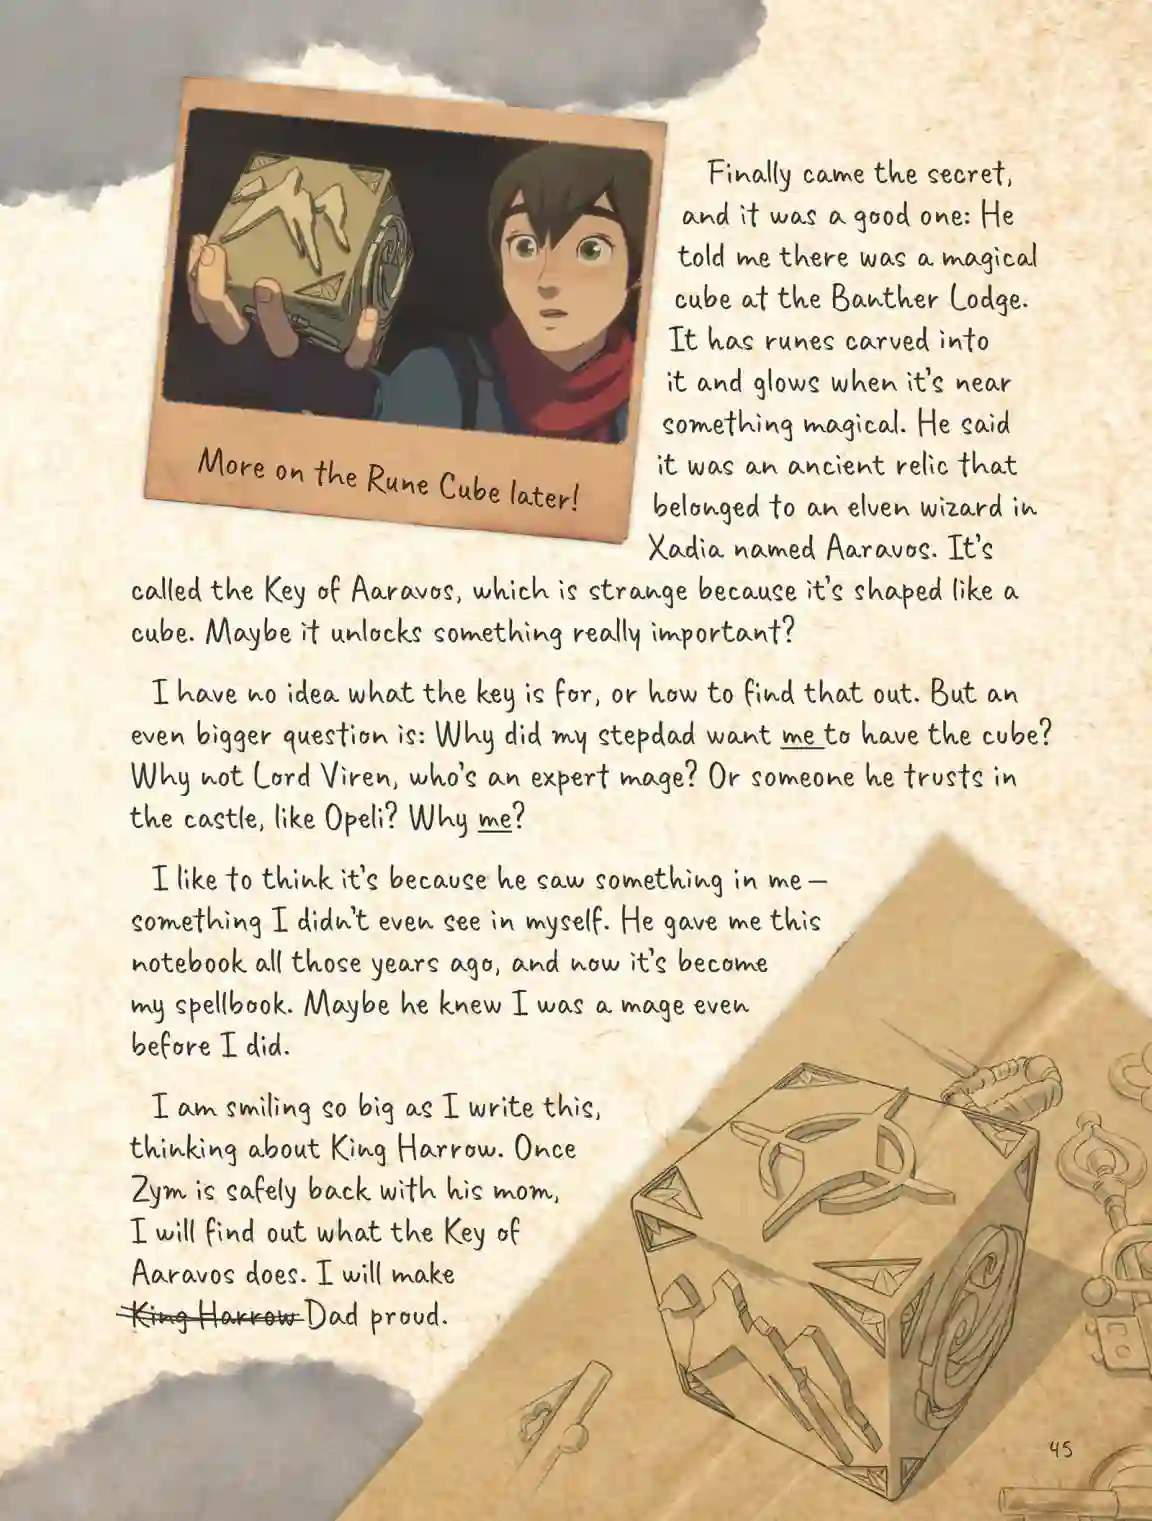 Finally came the secret,
and it was a good one: He
told me there was a magical
cube at the Banther Lodge.
It has runes carved into
it and glows when it's near
something magical. He said
it was an ancient relic that
belonged to an elven wizard in
Xadia named Aaravos. It's
called the Key of Aaravos, which is strange because it's shaped like a
cube. Maybe it unlocks something really important?
More on the Rune Cube later!
I have no idea what the key is for, or how to find that out. But an
even bigger question is: Why did my stepdad want me to have the cube?
Why not Lord Viren, who's an expert mage? Or someone he trusts in
the castle, like Opeli? Why me?
I like to think it's because he saw something in me—
something I didn't even see in myself. He gave me this
notebook all those years ago, and now it's become
my spellbook. Maybe he knew I was a mage even
before I did.
I am smiling so big as I write this,
thinking about King Harrow. Once
Zym is safely back with his mom,
I will find out what the Key of
Aaravos does. I will make
King Harrow Dad proud.
45